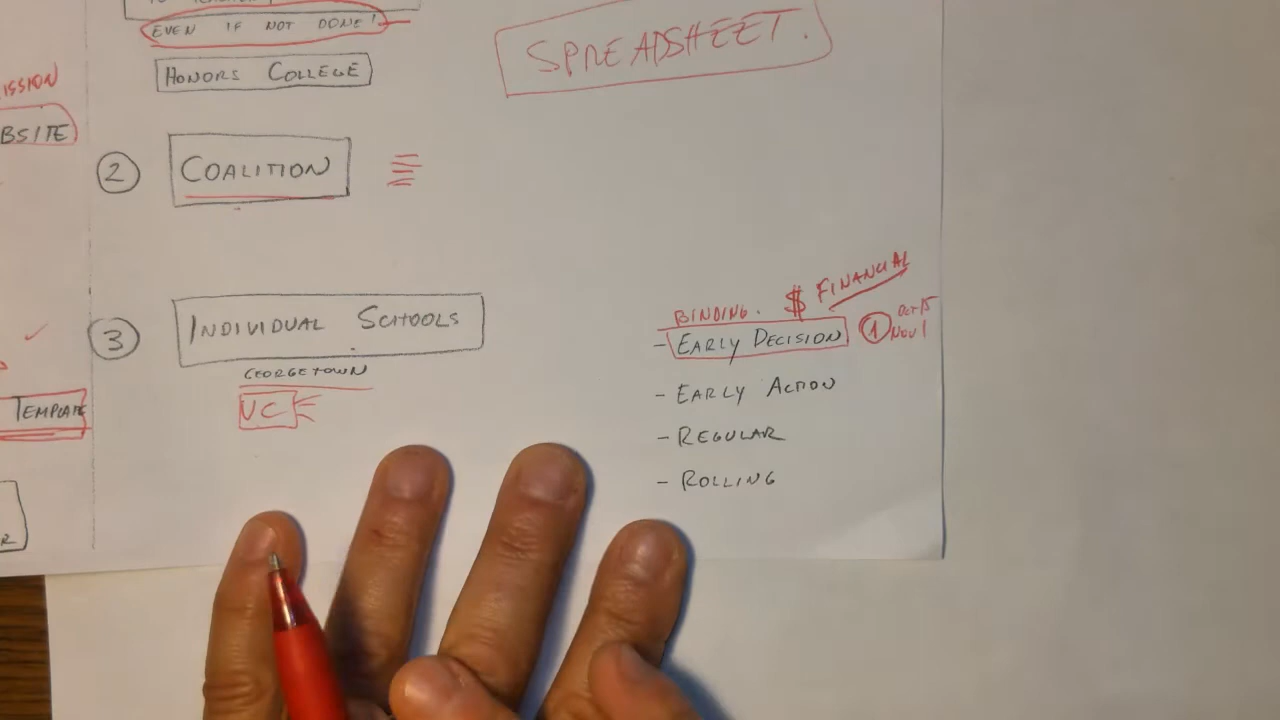 EVEN IF NOT DONE!
HONORS COLLEGE
SPREADSHEET.
ISSION
BSITE
2
COALITION
3
INDIVIDUAL SCHOOLS
GEORGETOWN
UC
TEMPLATE
R
$ FINANCIAL
BINDING.
- EARLY DECISION
1
OCT 15
NOV 1
- EARLY ACTION
- REGULAR
- ROLLING